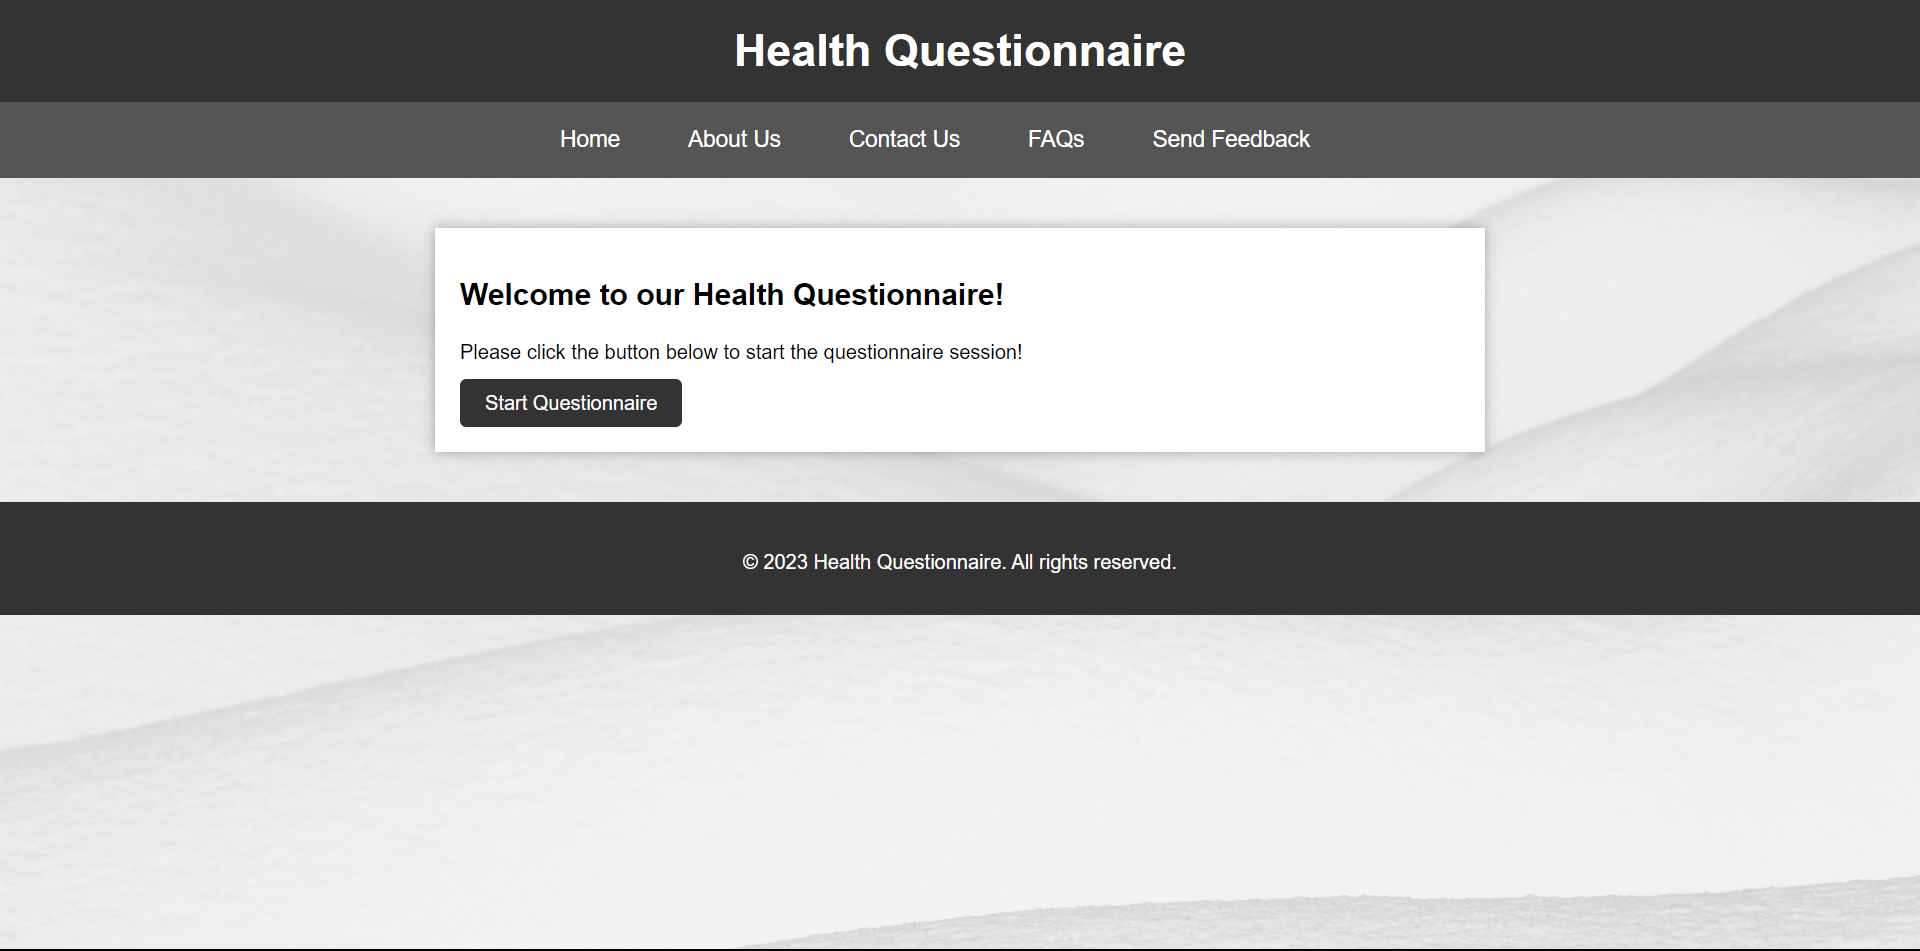 Health Questionnaire
Home About Us Contact Us FAQs Send Feedback
Welcome to our Health Questionnaire!
Please click the button below to start the questionnaire session!
Start Questionnaire
© 2023 Health Questionnaire. All rights reserved.